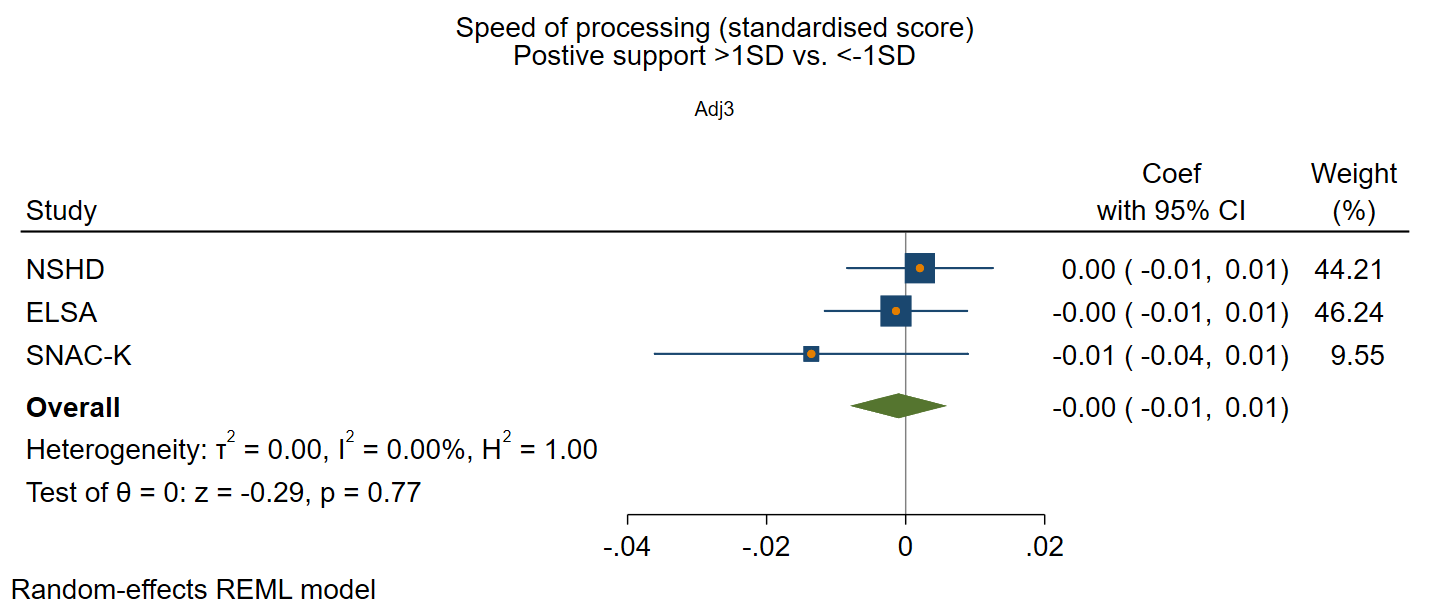 Speed of processing (standardised score)
Postive support >1SD vs. <-1SD
Adj3
Coef Weight
Study with 95% CI (%)
NSHD 0.00 ( -0.01, 0.01) 44.21
ELSA -0.00 ( -0.01, 0.01) 46.24
SNAC-K -0.01 ( -0.04, 0.01) 9.55
Overall -0.00 ( -0.01, 0.01)
Heterogeneity: τ² = 0.00, I² = 0.00%, H² = 1.00
Test of θ = 0: z = -0.29, p = 0.77
-.04 -.02 0 .02
Random-effects REML model